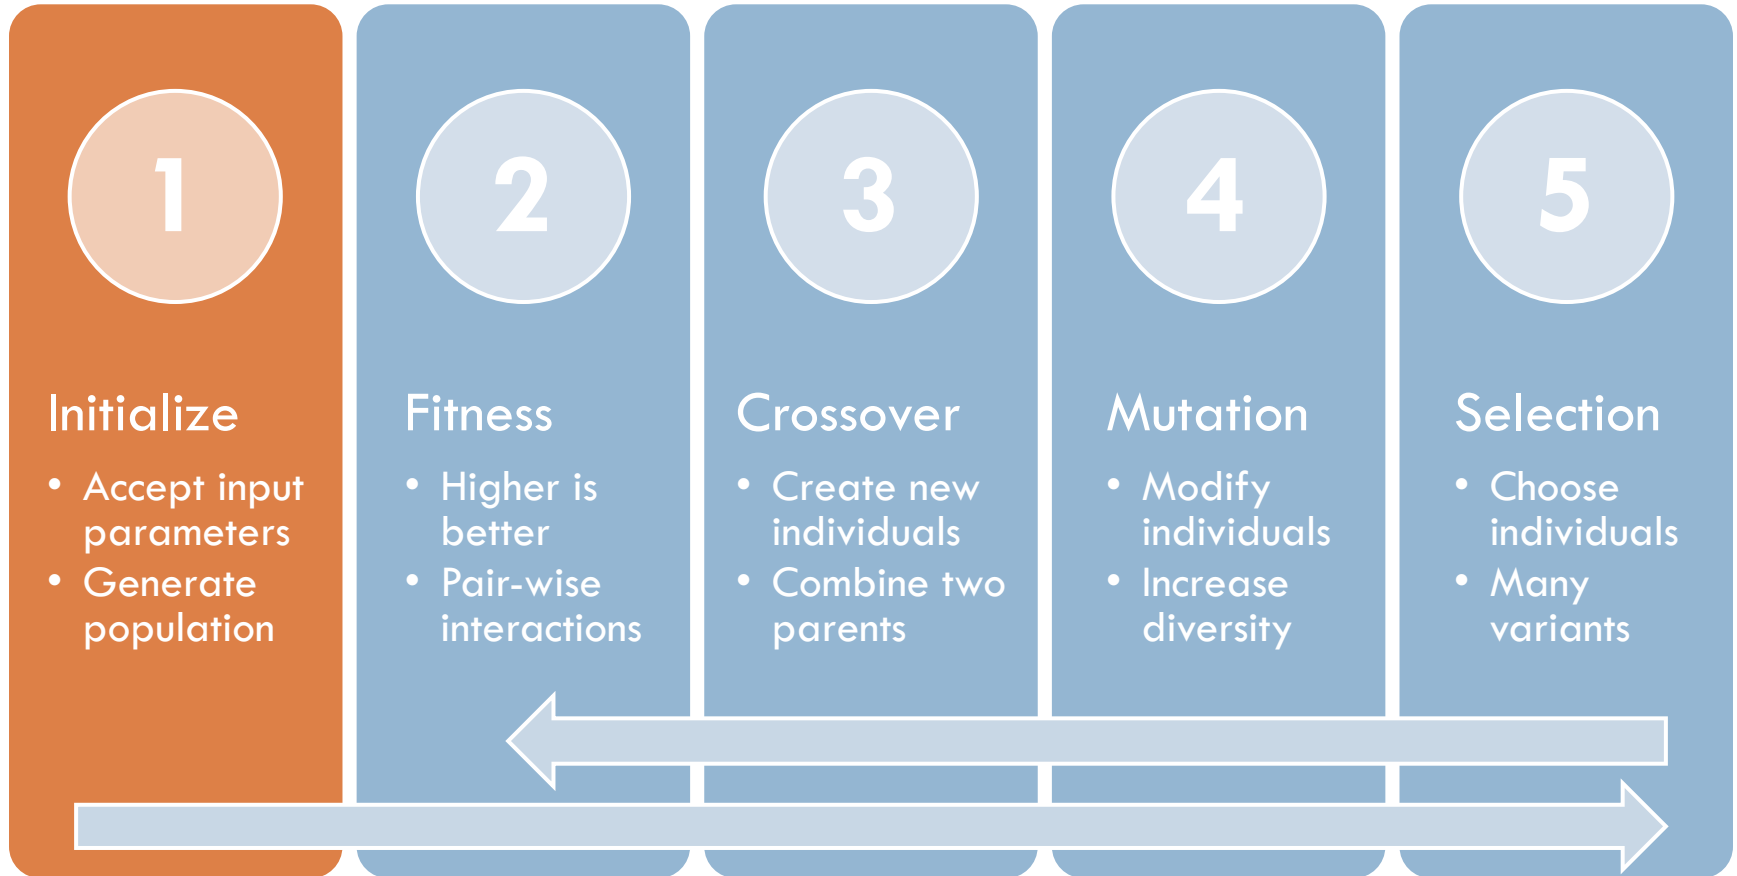 1
Initialize
• Accept input
parameters
• Generate
population
2
Fitness
• Higher is
better
• Pair-wise
interactions
3
Crossover
• Create new
individuals
• Combine two
parents
4
Mutation
• Modify
individuals
• Increase
diversity
5
Selection
• Choose
individuals
• Many
variants